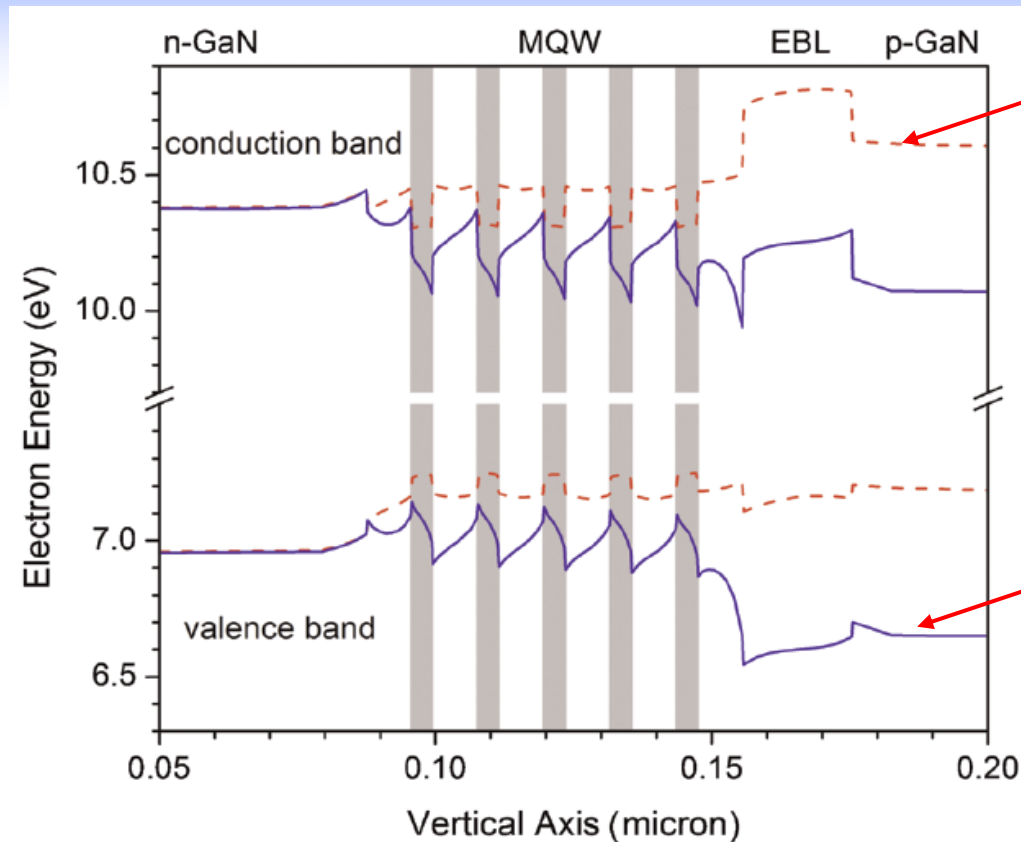 n-GaN MQW EBL p-GaN
conduction band
10.5
10.0
Electron Energy (eV)
7.0
valence band
6.5
0.05 0.10 0.15 0.20
Vertical Axis (micron)